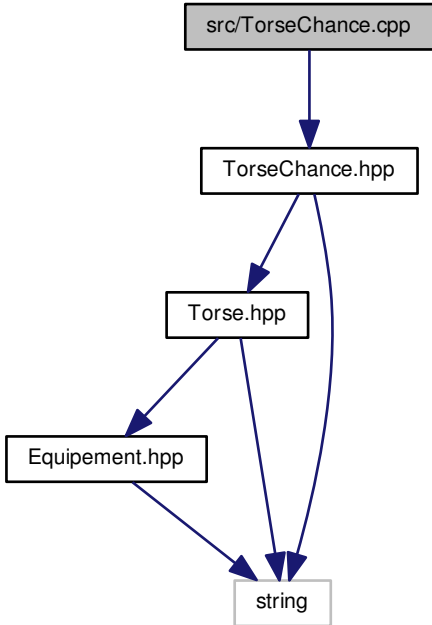 src/TorseChance.cpp
TorseChance.hpp
Torse.hpp
Equipement.hpp
string